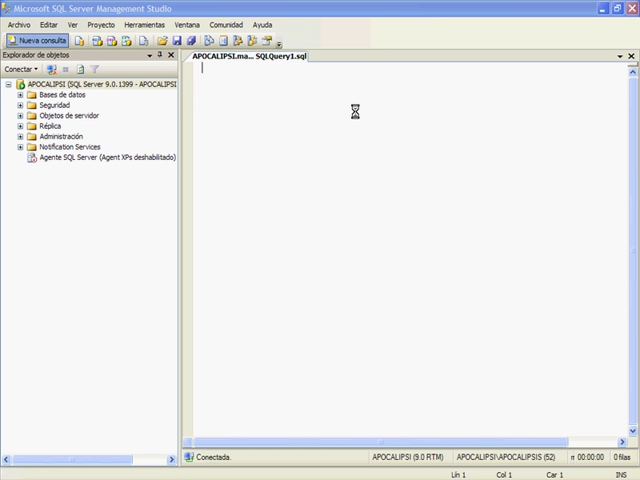 Microsoft SQL Server Management Studio
Archivo Editar Ver Proyecto Herramientas Ventana Comunidad Ayuda
Nueva consulta
Explorador de objetos
APOCALIPSI.ma... SQLQuery1.sql
Conectar
APOCALIPSI (SQL Server 9.0.1399 - APOCALIPSI
Bases de datos
Seguridad
Objetos de servidor
Réplica
Administración
Notification Services
Agente SQL Server (Agent XPs deshabilitado)
Conectada. APOCALIPSI (9.0 RTM) APOCALIPSI\APOCALIPSIS (52) 00:00:00 0 filas
Lín 1 Col 1 Car 1 INS